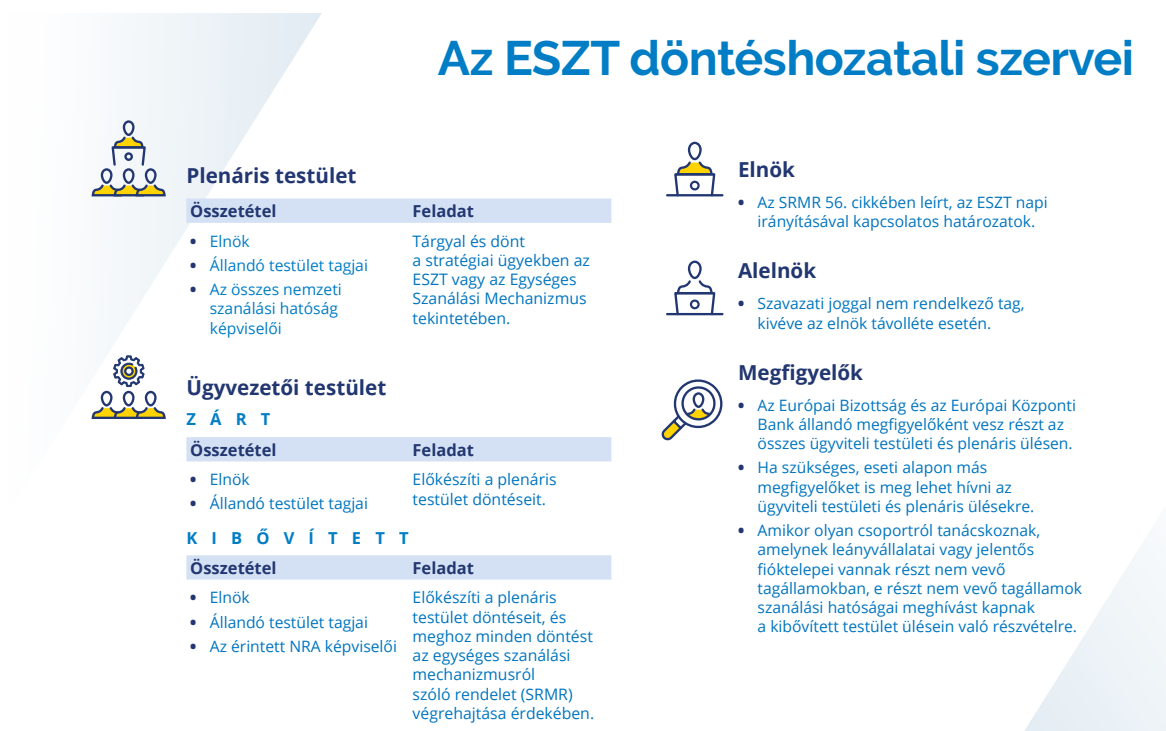 Az ESZT döntéshozatali szervei
Plenáris testület
Összetétel Feladat
• Elnök
• Állandó testület tagjai
• Az összes nemzeti
szanálási hatóság
képviselői
Tárgyal és dönt
a stratégiai ügyekben az
ESZT vagy az Egységes
Szanálási Mechanizmus
tekintetében.
Ügyvezetői testület
ZÁRT
Összetétel Feladat
• Elnök
• Állandó testület tagjai
Előkészíti a plenáris
testület döntéseit.
KIBŐVÍTETT
Összetétel Feladat
• Elnök
• Állandó testület tagjai
• Az érintett NRA képviselői
Előkészíti a plenáris
testület döntéseit, és
meghoz minden döntést
az egységes szanálási
mechanizmusról
szóló rendelet (SRMR)
végrehajtása érdekében.
Elnök
• Az SRMR 56. cikkében leírt, az ESZT napi
irányításával kapcsolatos határozatok.
Alelnök
• Szavazati joggal nem rendelkező tag,
kivéve az elnök távolléte esetén.
Megfigyelők
• Az Európai Bizottság és az Európai Központi
Bank állandó megfigyelőként vesz részt az
összes ügyviteli testületi és plenáris ülésen.
• Ha szükséges, eseti alapon más
megfigyelőket is meg lehet hívni az
ügyviteli testületi és plenáris ülésekre.
• Amikor olyan csoportról tanácskoznak,
amelynek leányvállalatai vagy jelentős
fióktelepei vannak részt nem vevő
tagállamokban, e részt nem vevő tagállamok
szanálási hatóságai meghívást kapnak
a kibővített testület ülésein való részvételre.